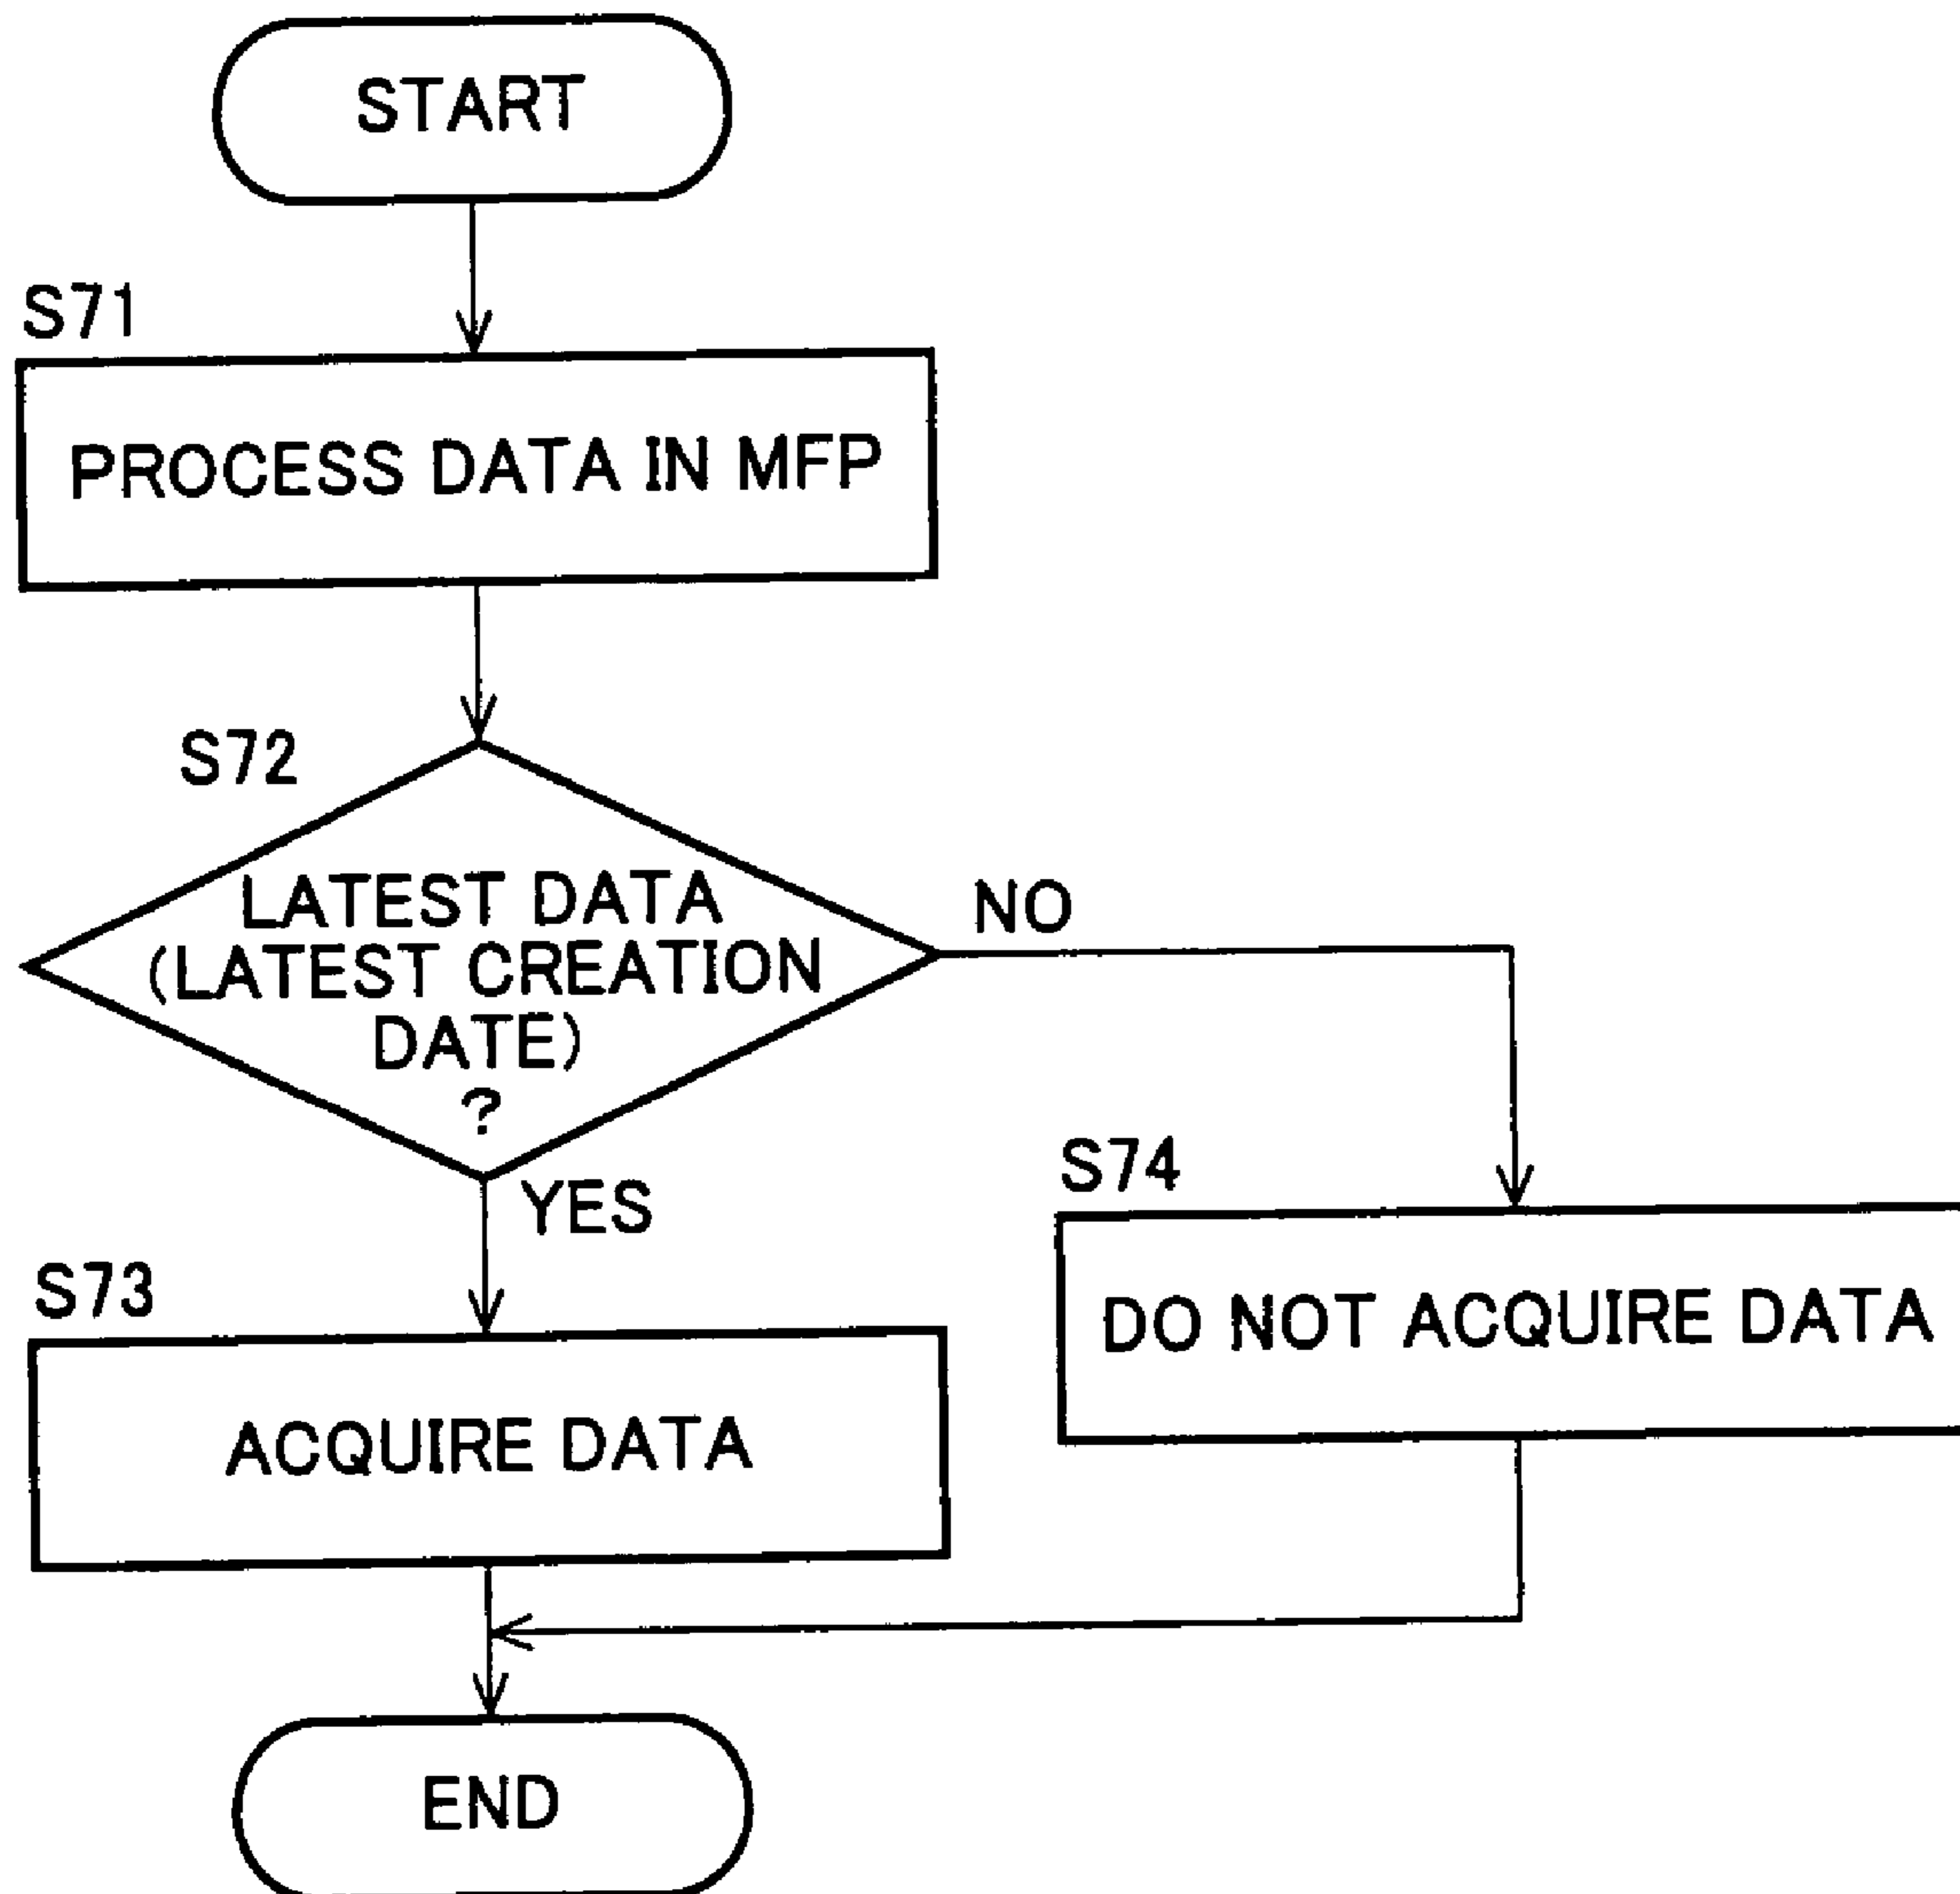 START
S71
PROCESS DATA IN MFP
S72
LATEST DATA
(LATEST CREATION
DATE)
?
NO
YES
S74
DO NOT ACQUIRE DATA
S73
ACQUIRE DATA
END